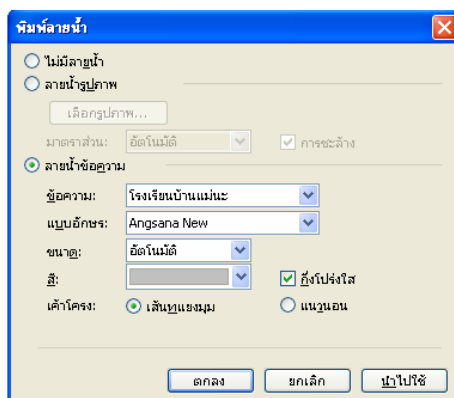 พิมพ์ลายน้ำ
ไม่มีลายน้ำ
ลายน้ำรูปภาพ
เลือกรูปภาพ...
มาตราส่วน: อัตโนมัติ การชะล้าง
ลายน้ำข้อความ
ข้อความ: โรงเรียนบ้านแม่นะ
แบบอักษร: Angsana New
ขนาด: อัตโนมัติ
สี: กึ่งโปร่งใส
เค้าโครง: เส้นทแยงมุม แนวนอน
ตกลง ยกเลิก นำไปใช้